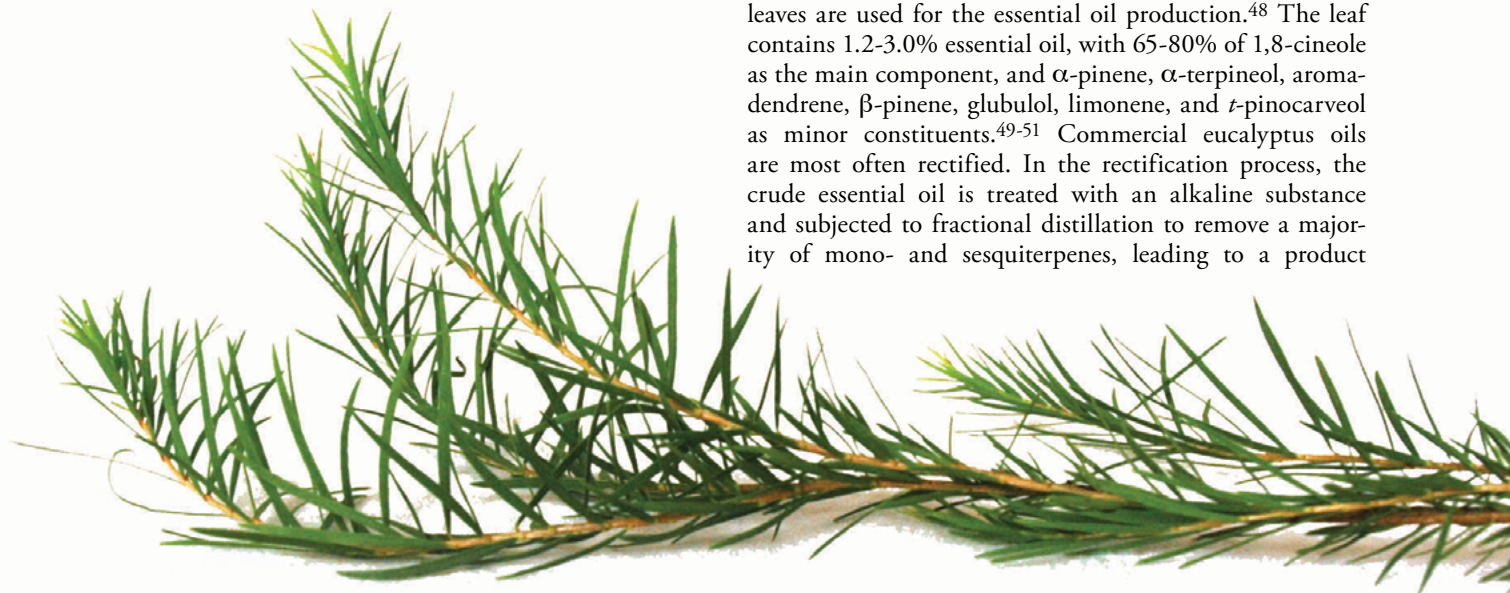 leaves are used for the essential oil production.48 The leaf
contains 1.2-3.0% essential oil, with 65-80% of 1,8-cineole
as the main component, and α-pinene, α-terpineol, aroma-
dendrene, β-pinene, glubulol, limonene, and t-pinocarveol
as minor constituents.49-51 Commercial eucalyptus oils
are most often rectified. In the rectification process, the
crude essential oil is treated with an alkaline substance
and subjected to fractional distillation to remove a major-
ity of mono- and sesquiterpenes, leading to a product